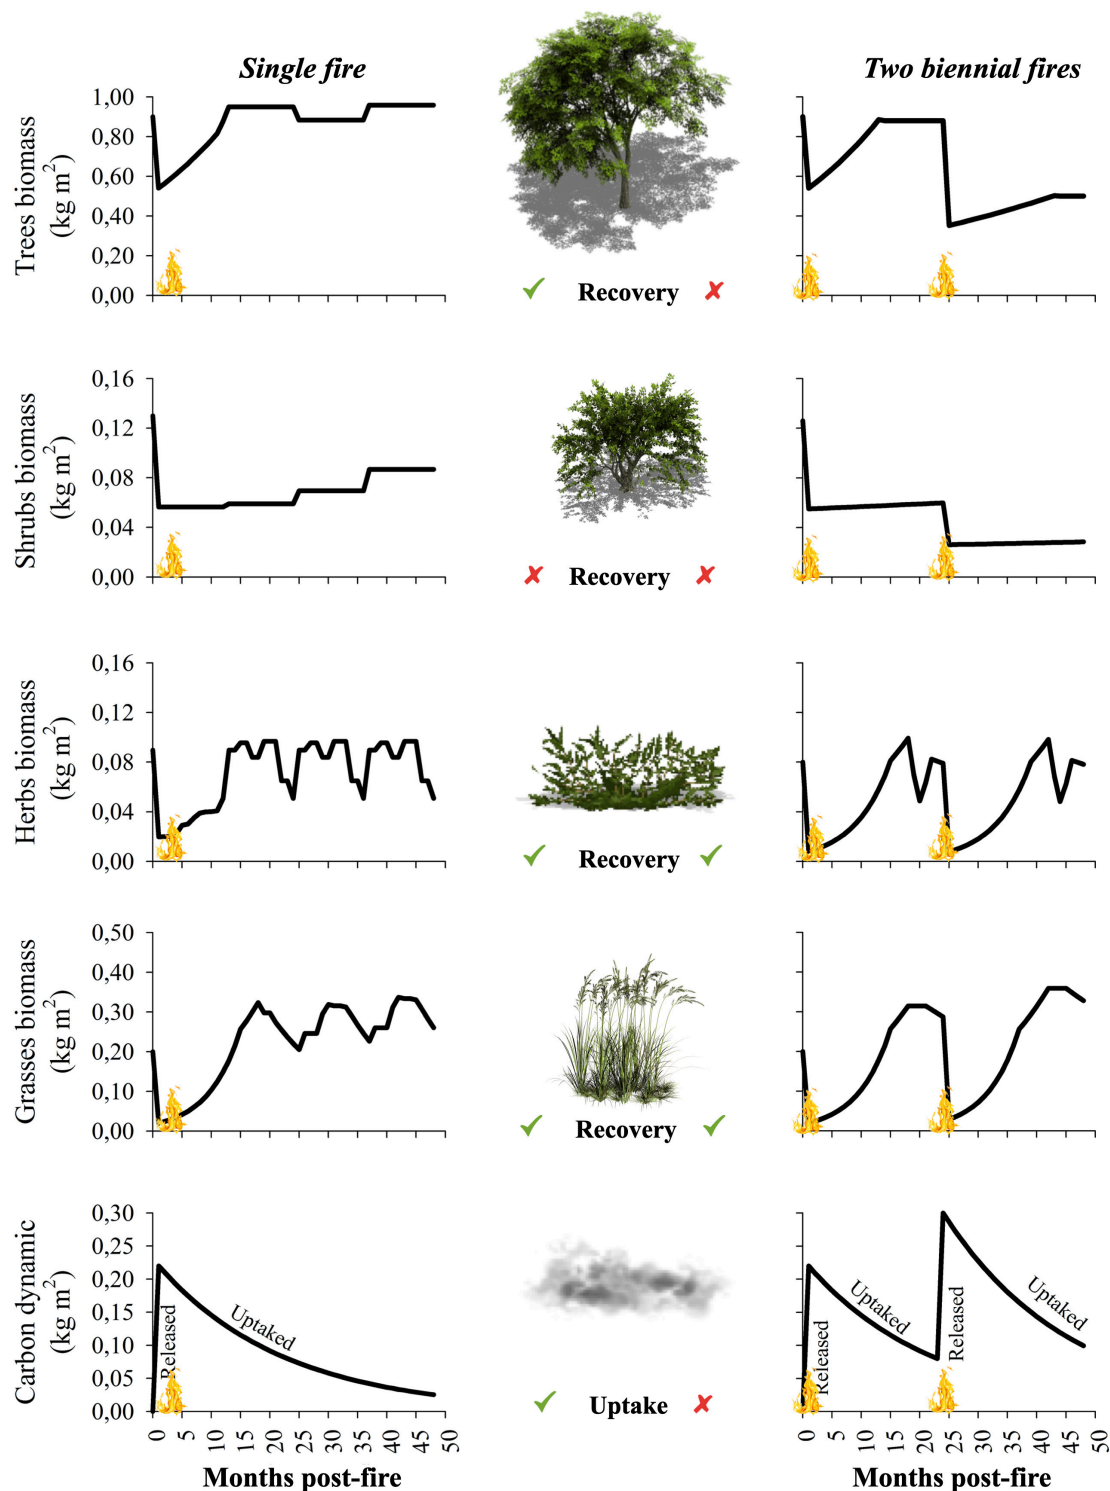 Single fire
Two biennial fires
Trees biomass
(kg m²)
1,00
0,80
0,60
0,40
0,20
0,00
✓ Recovery ✗
Shrubs biomass
(kg m²)
0,16
0,12
0,08
0,04
0,00
✗ Recovery ✗
Herbs biomass
(kg m²)
0,16
0,12
0,08
0,04
0,00
✓ Recovery ✓
Grasses biomass
(kg m²)
0,50
0,40
0,30
0,20
0,10
0,00
✓ Recovery ✓
Carbon dynamic
(kg m²)
0,30
0,25
0,20
0,15
0,10
0,05
0,00
Released
Uptaked
✓ Uptake ✗
Released
Uptaked
Released
Uptaked
0 5 10 15 20 25 30 35 40 45 50
0 5 10 15 20 25 30 35 40 45 50
Months post-fire
Months post-fire